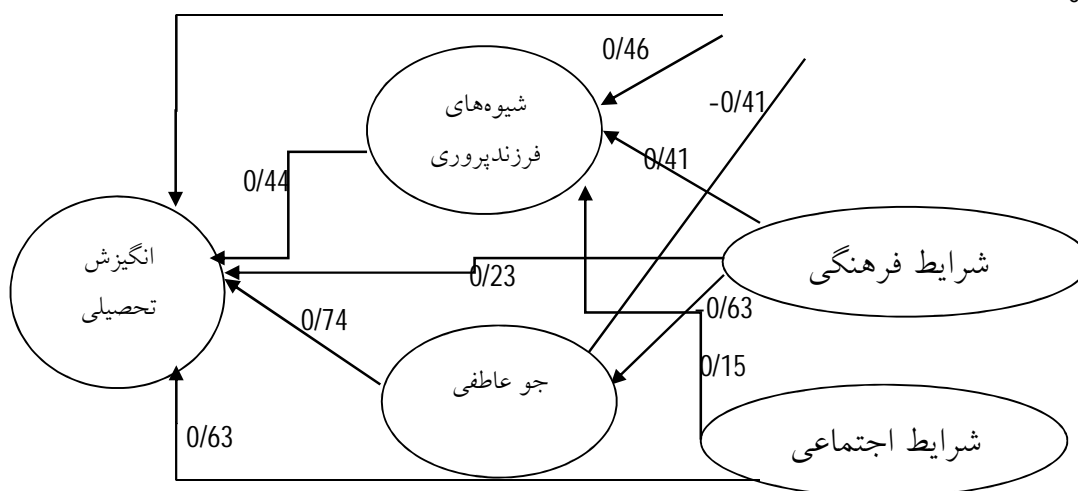 0/46
شیوه‌های
فرزندپروری
-0/41
0/41
0/44
انگیزش
تحصیلی
شرایط فرهنگی
0/23
-0/63
0/74
جو عاطفی
0/15
شرایط اجتماعی
0/63